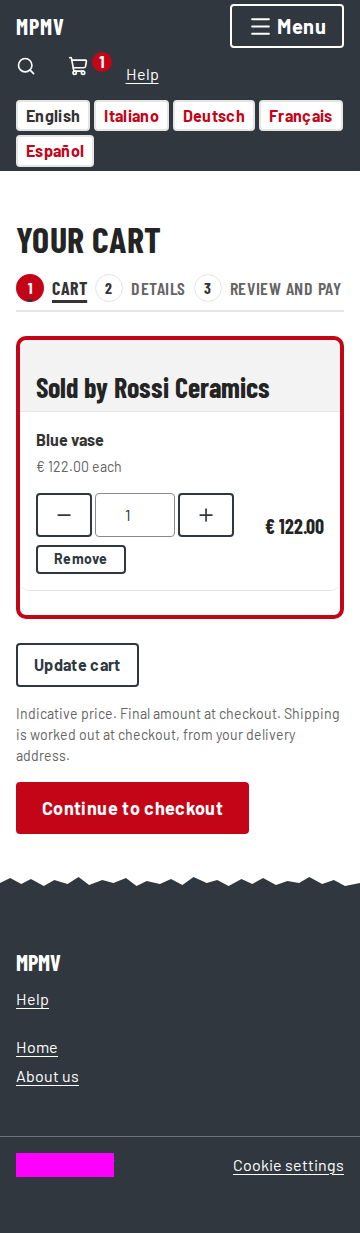 MPMV
Menu
1
Help
English Italiano Deutsch Français
Español
YOUR CART
1 CART 2 DETAILS 3 REVIEW AND PAY
Sold by Rossi Ceramics
Blue vase
€ 122.00 each
1
€ 122.00
Remove
Update cart
Indicative price. Final amount at checkout. Shipping
is worked out at checkout, from your delivery
address.
Continue to checkout
MPMV
Help
Home
About us
Cookie settings